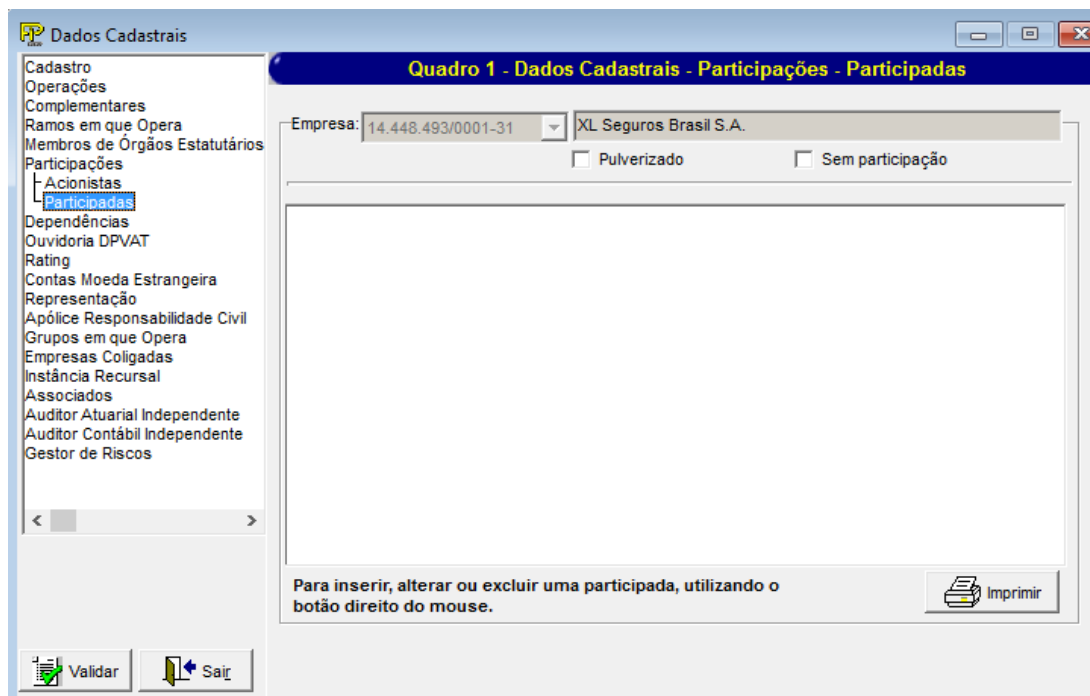 Dados Cadastrais
Cadastro
Operações
Complementares
Ramos em que Opera
Membros de Órgãos Estatutários
Participações
Acionistas
Participadas
Dependências
Ouvidoria DPVAT
Rating
Contas Moeda Estrangeira
Representação
Apólice Responsabilidade Civil
Grupos em que Opera
Empresas Coligadas
Instância Recursal
Associados
Auditor Atuarial Independente
Auditor Contábil Independente
Gestor de Riscos
Validar
Sair
Quadro 1 - Dados Cadastrais - Participações - Participadas
Empresa: 14.448.493/0001-31 XL Seguros Brasil S.A.
Pulverizado Sem participação
Para inserir, alterar ou excluir uma participada, utilizando o
botão direito do mouse.
Imprimir